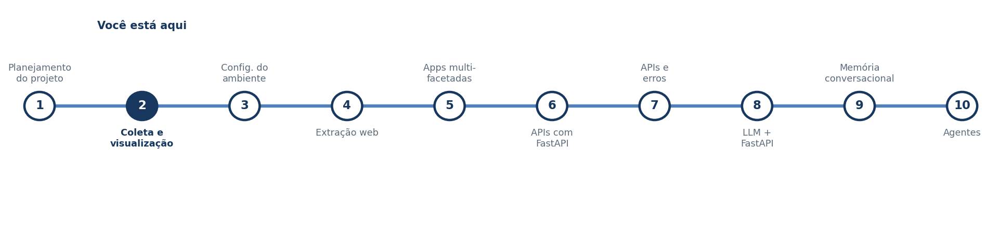 Você está aqui
Planejamento
do projeto
Config. do
ambiente
Apps multi-
facetadas
APIs e
erros
Memória
conversacional
1
2
3
4
5
6
7
8
9
10
Coleta e
visualização
Extração web
APIs com
FastAPI
LLM +
FastAPI
Agentes